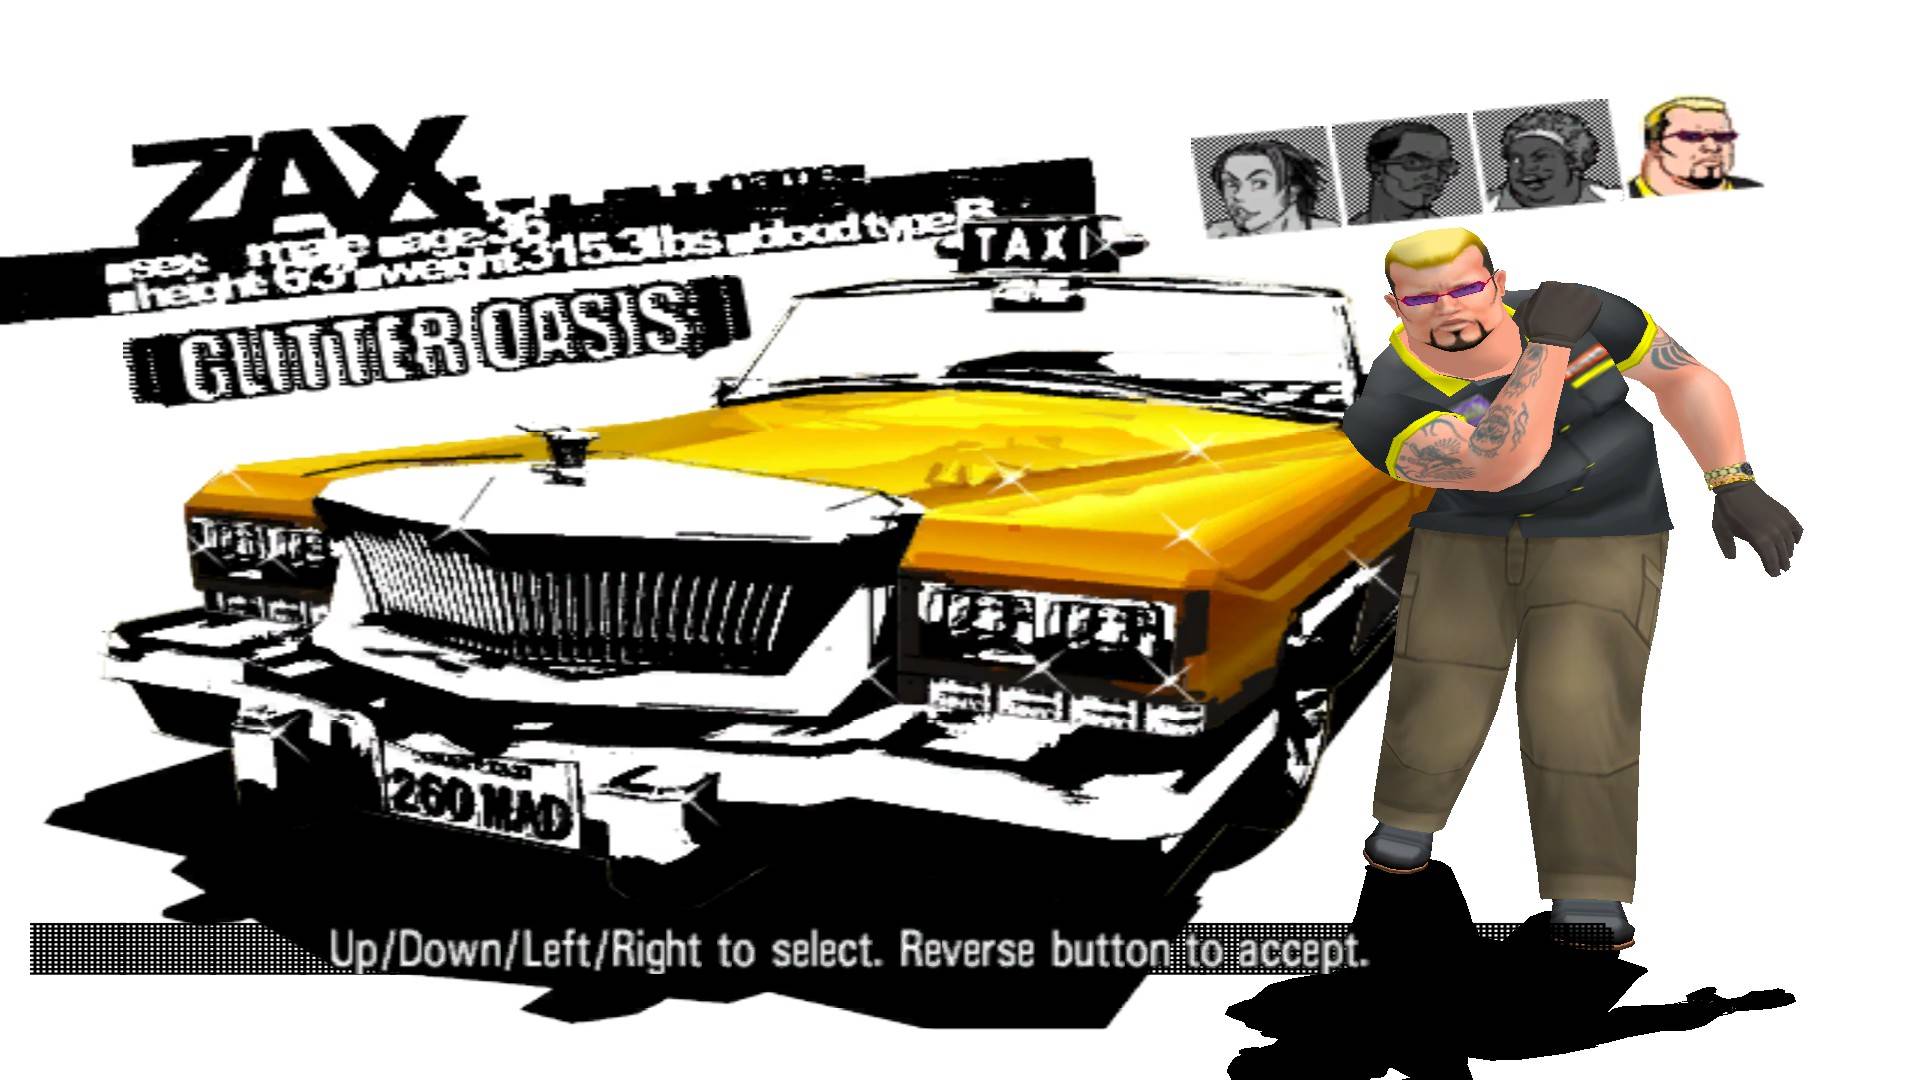 ZAX
name
sex male age 36
height 6'3" weight 315.3lbs blood type B
GLITTER OASIS
TAXI
260 MAD
Up/Down/Left/Right to select. Reverse button to accept.